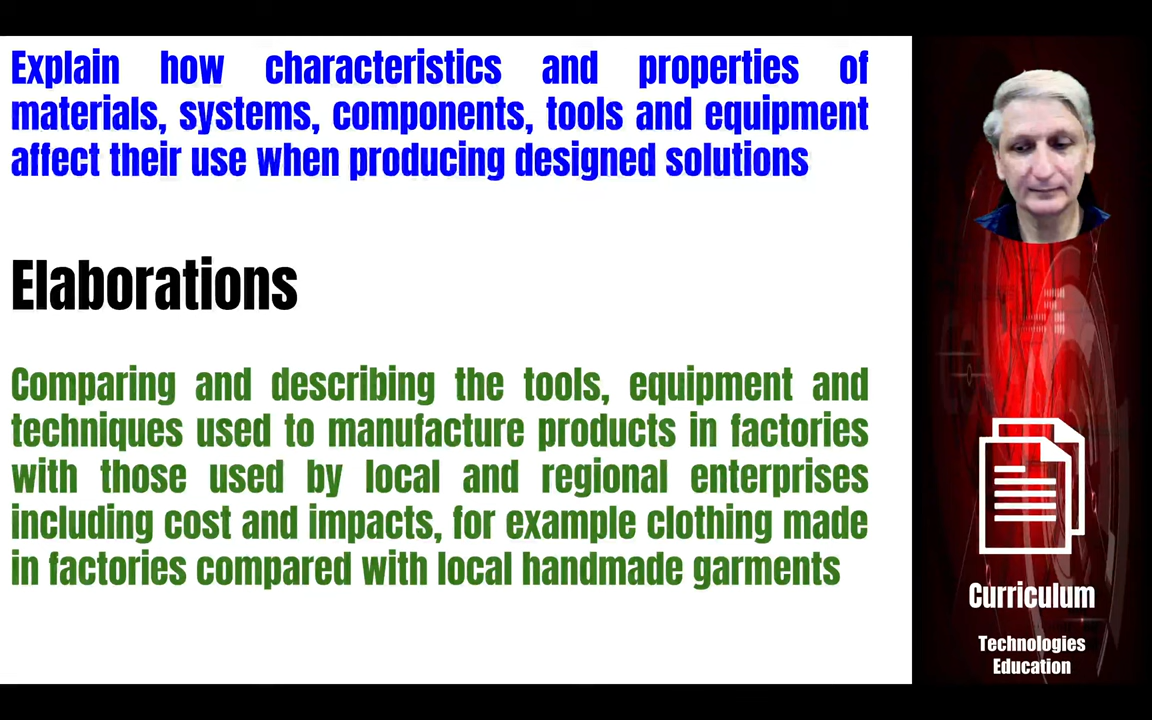 Explain how characteristics and properties of
materials, systems, components, tools and equipment
affect their use when producing designed solutions
Elaborations
Comparing and describing the tools, equipment and
techniques used to manufacture products in factories
with those used by local and regional enterprises
including cost and impacts, for example clothing made
in factories compared with local handmade garments
Curriculum
Technologies
Education